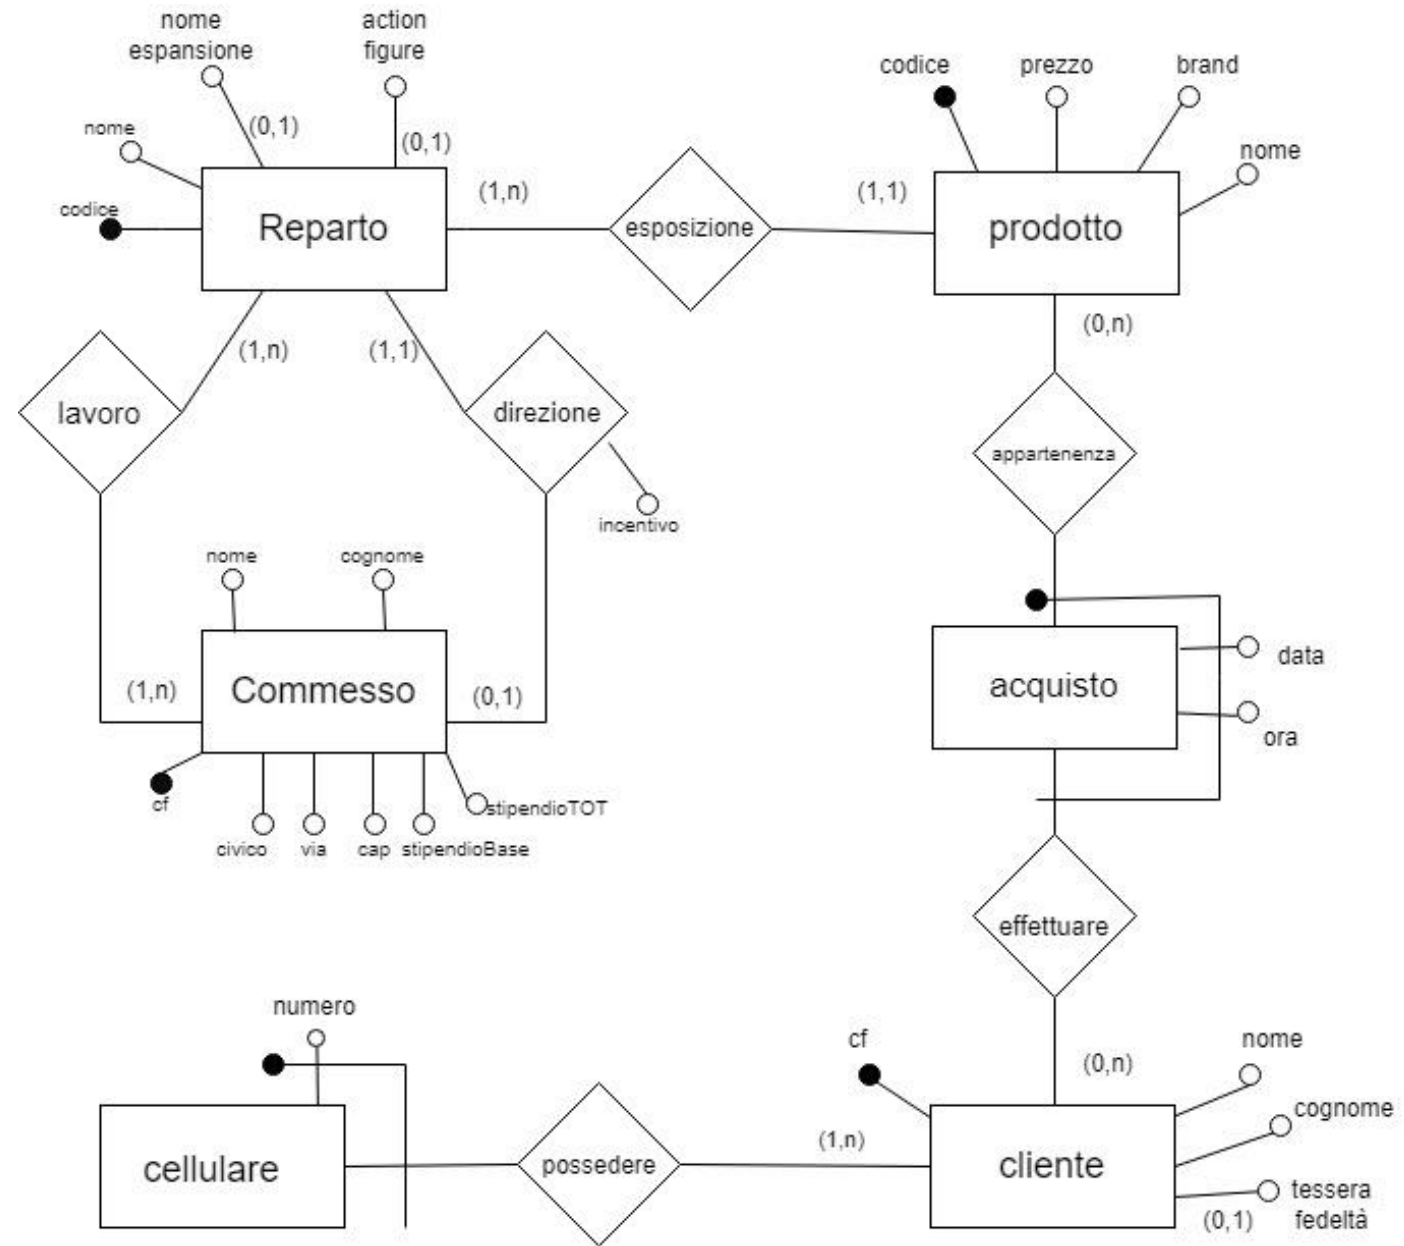 nome
espansione
action
figure
(0,1)
(0,1)
nome
codice
Reparto
(1,n)
esposizione
(1,1)
codice
prezzo
brand
nome
prodotto
(0,n)
(1,n)
(1,1)
lavoro
direzione
incentivo
appartenenza
nome
cognome
(1,n)
Commesso
(0,1)
cf
civico
via
cap
stipendioBase
stipendioTOT
acquisto
data
ora
effettuare
(0,n)
numero
cellulare
possedere
(1,n)
cf
cliente
nome
cognome
tessera
fedeltà
(0,1)